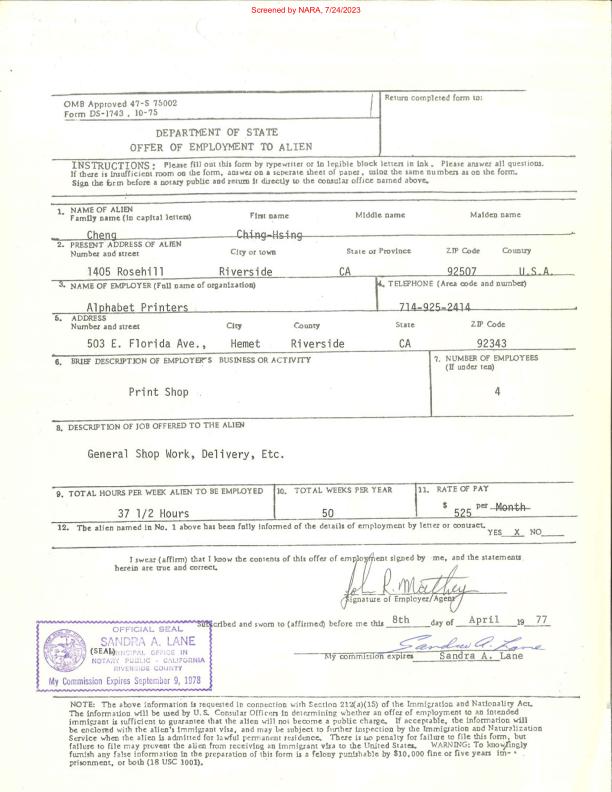 Screened by NARA, 7/24/2023
OMB Approved 47-S 75002
Form DS-1743 , 10-75
Return completed form to:
DEPARTMENT OF STATE
OFFER OF EMPLOYMENT TO ALIEN
INSTRUCTIONS: Please fill out this form by typewriter or in legible block letters in ink. Please answer all questions.
If there is insufficient room on the form, answer on a separate sheet of paper, using the same numbers as on the form.
Sign the form before a notary public and return it directly to the consular office named above.
1. NAME OF ALIEN
Family name (in capital letters) First name Middle name Maiden name
Cheng Ching-Hsing
2. PRESENT ADDRESS OF ALIEN
Number and street City or town State or Province ZIP Code Country
1405 Rosehill Riverside CA 92507 U.S.A.
3. NAME OF EMPLOYER (Full name of organization) 4. TELEPHONE (Area code and number)
Alphabet Printers 714-925-2414
5. ADDRESS
Number and street City County State ZIP Code
503 E. Florida Ave., Hemet Riverside CA 92343
6. BRIEF DESCRIPTION OF EMPLOYER'S BUSINESS OR ACTIVITY 7. NUMBER OF EMPLOYEES
(If under ten)
Print Shop 4
8. DESCRIPTION OF JOB OFFERED TO THE ALIEN
General Shop Work, Delivery, Etc.
9. TOTAL HOURS PER WEEK ALIEN TO BE EMPLOYED 10. TOTAL WEEKS PER YEAR 11. RATE OF PAY
37 1/2 Hours 50 $ 525 per Month
12. The alien named in No. 1 above has been fully informed of the details of employment by letter or contract. YES X NO
I swear (affirm) that I know the contents of this offer of employment signed by me, and the statements
herein are true and correct.
John R. Mathey
Signature of Employer/Agent
Subscribed and sworn to (affirmed) before me this 8th day of April 19 77
OFFICIAL SEAL
SANDRA A. LANE
(SEAL) PRINCIPAL OFFICE IN
NOTARY PUBLIC - CALIFORNIA
RIVERSIDE COUNTY
My Commission Expires September 9, 1978
Sandra A. Lane
My commission expires Sandra A. Lane
NOTE: The above information is requested in connection with Section 212(a)(15) of the Immigration and Nationality Act.
The information will be used by U.S. Consular Officers in determining whether an offer of employment to an intended
immigrant is sufficient to guarantee that the alien will not become a public charge. If acceptable, the information will
be enclosed with the alien's immigrant visa, and may be subject to further inspection by the Immigration and Naturalization
Service when the alien is admitted for lawful permanent residence. There is no penalty for failure to file this form, but
failure to file may prevent the alien from receiving an immigrant visa to the United States. WARNING: To knowingly
furnish any false information in the preparation of this form is a felony punishable by $10,000 fine or five years im-
prisonment, or both (18 USC 1001).